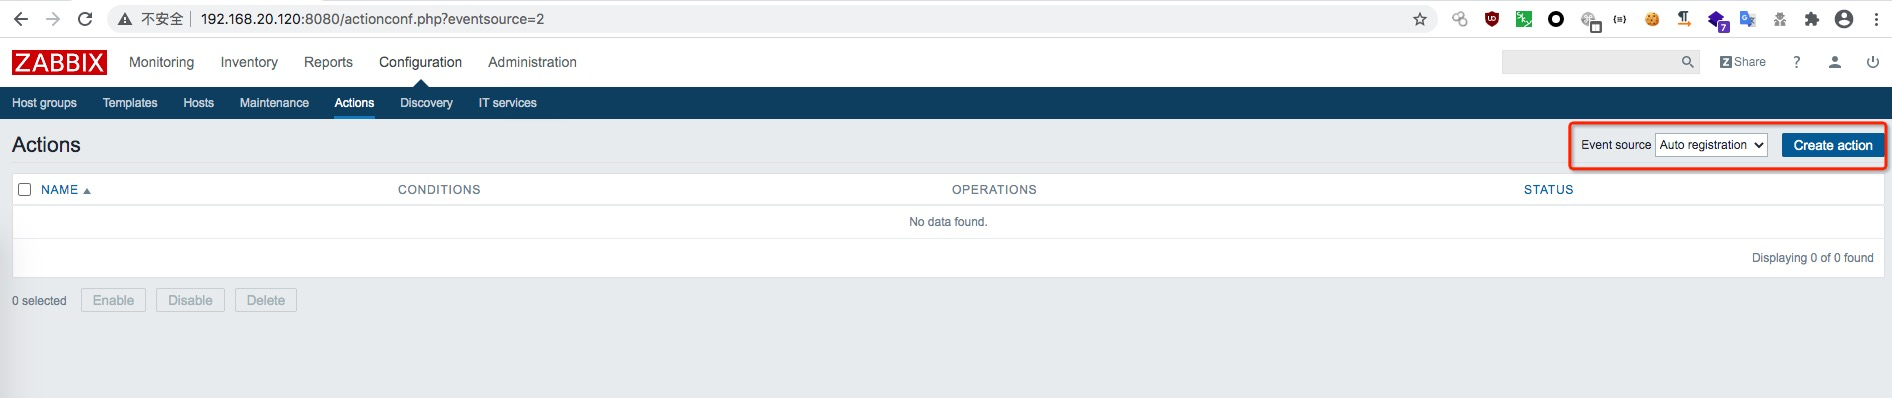 不安全 192.168.20.120:8080/actionconf.php?eventsource=2
ZABBIX Monitoring Inventory Reports Configuration Administration Z Share ?
Host groups Templates Hosts Maintenance Actions Discovery IT services
Actions Event source Auto registration Create action
NAME CONDITIONS OPERATIONS STATUS
No data found.
Displaying 0 of 0 found
0 selected Enable Disable Delete